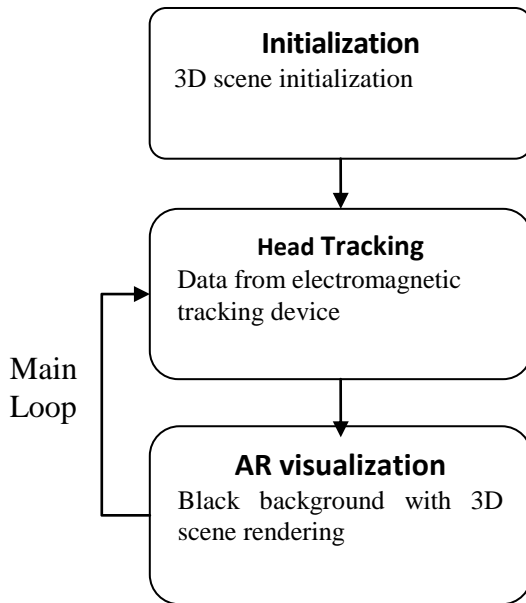 Initialization
3D scene initialization
Head Tracking
Data from electromagnetic
tracking device
Main
Loop
AR visualization
Black background with 3D
scene rendering